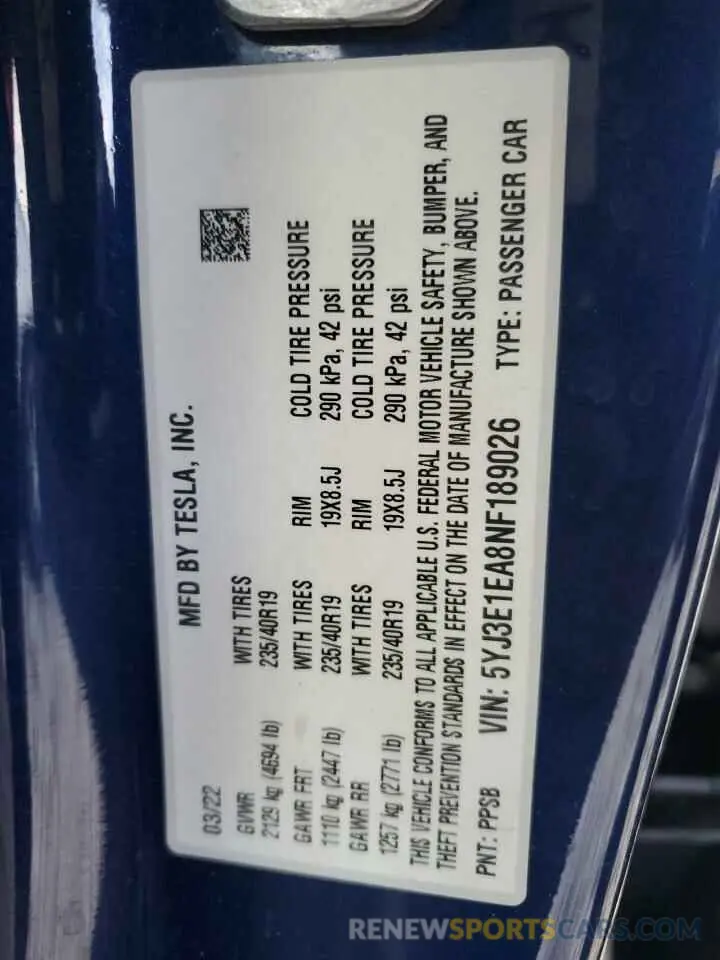 MFD BY TESLA, INC.
03/22
GVWR WITH TIRES
2129 kg (4694 lb) 235/40R19
GAWR FRT WITH TIRES RIM COLD TIRE PRESSURE
1110 kg (2447 lb) 235/40R19 19X8.5J 290 kPa, 42 psi
GAWR RR WITH TIRES RIM COLD TIRE PRESSURE
1257 kg (2771 lb) 235/40R19 19X8.5J 290 kPa, 42 psi
THIS VEHICLE CONFORMS TO ALL APPLICABLE U.S. FEDERAL MOTOR VEHICLE SAFETY, BUMPER, AND
THEFT PREVENTION STANDARDS IN EFFECT ON THE DATE OF MANUFACTURE SHOWN ABOVE.
PNT: PPSB VIN: 5YJ3E1EA8NF189026 TYPE: PASSENGER CAR
RENEWSPORTSCARS.COM